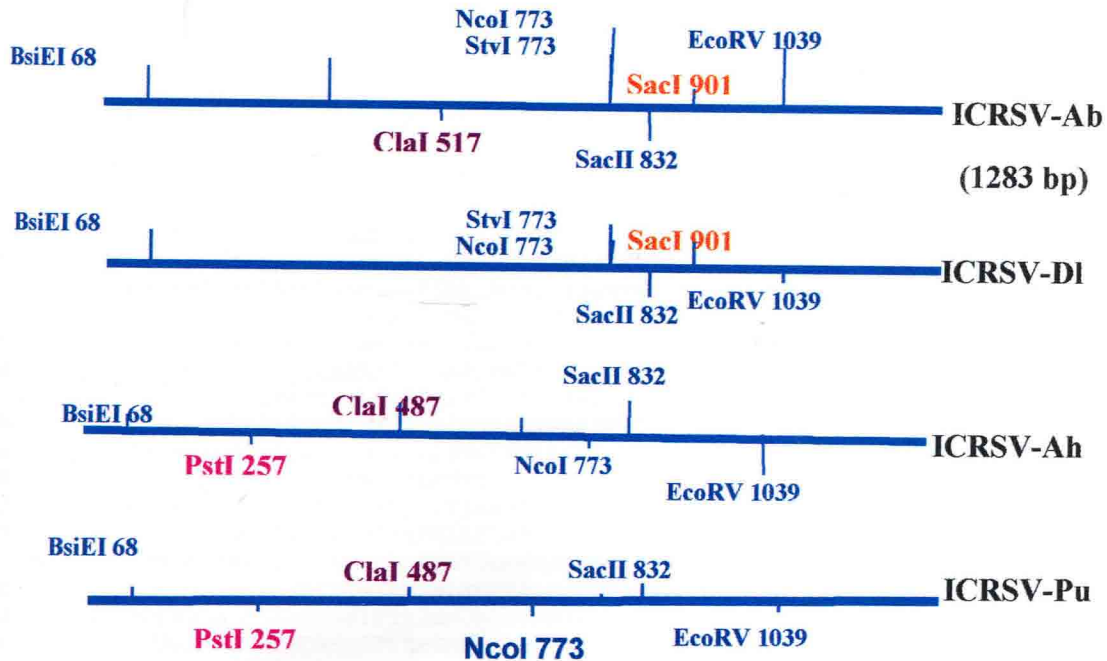 NcoI 773
StvI 773
EcoRV 1039
BsiEI 68
SacI 901
ICRSV-Ab
ClaI 517
SacII 832
(1283 bp)
StvI 773
BsiEI 68
NcoI 773
SacI 901
ICRSV-Dl
SacII 832
EcoRV 1039
SacII 832
BsiEI 68
ClaI 487
ICRSV-Ah
PstI 257
NcoI 773
EcoRV 1039
BsiEI 68
ClaI 487
SacII 832
ICRSV-Pu
PstI 257
NcoI 773
EcoRV 1039